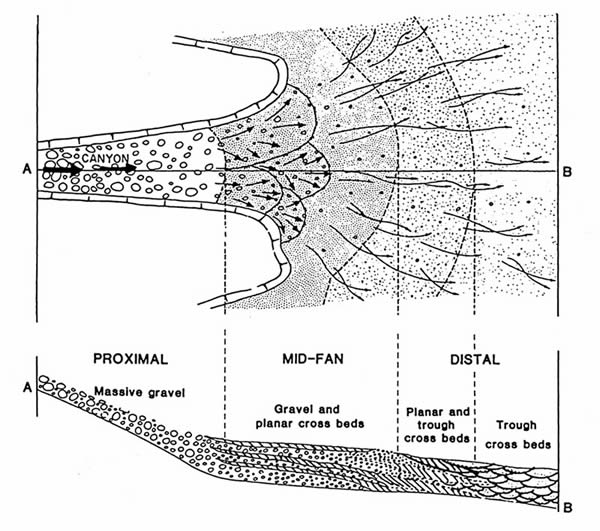 CANYON
A
B
PROXIMAL
MID-FAN
DISTAL
A
Massive gravel
Gravel and
planar cross beds
Planar and
trough
cross beds
Trough
cross beds
B